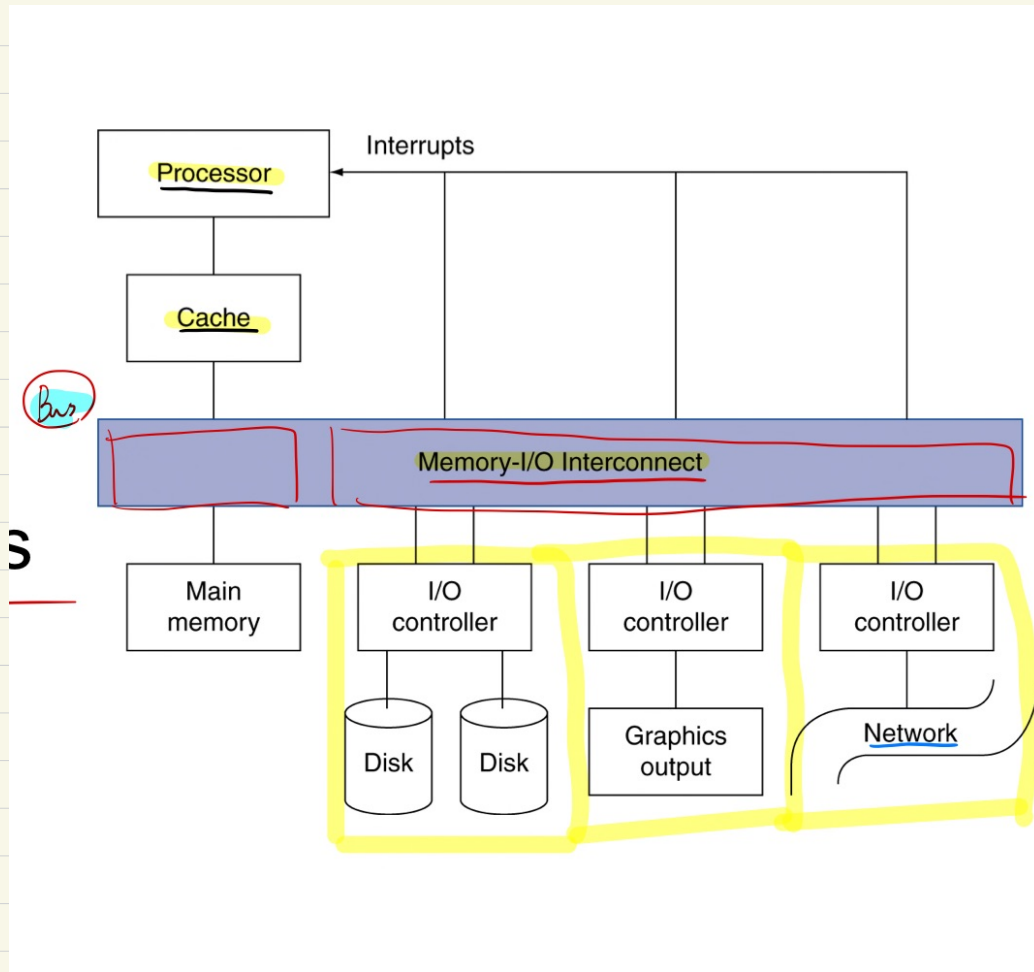 Interrupts
Processor
Cache
Bus
Memory-I/O Interconnect
s
Main
memory
I/O
controller
I/O
controller
I/O
controller
Disk
Disk
Graphics
output
Network